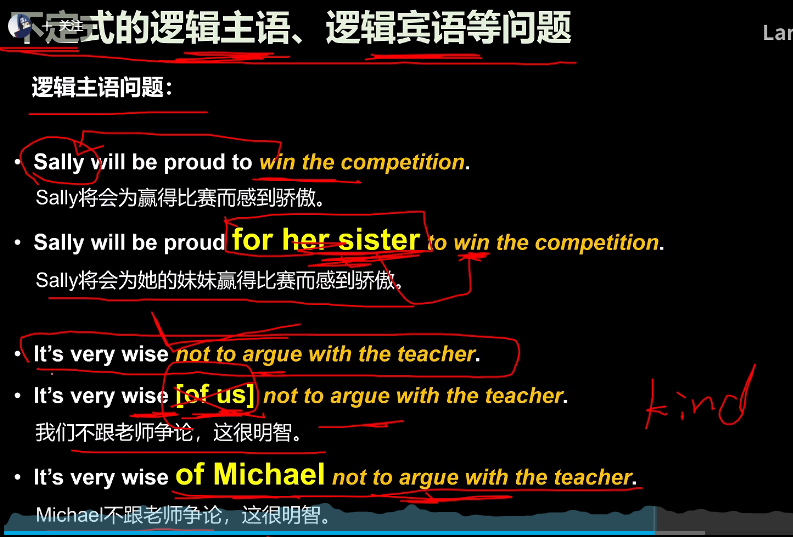 + 关注
不定式的逻辑主语、逻辑宾语等问题
Lar
逻辑主语问题：
• Sally will be proud to win the competition.
Sally将会为赢得比赛而感到骄傲。
• Sally will be proud for her sister to win the competition.
Sally将会为她的妹妹赢得比赛而感到骄傲。
• It's very wise not to argue with the teacher.
• It's very wise [of us] not to argue with the teacher.
我们不跟老师争论，这很明智。
kind
• It's very wise of Michael not to argue with the teacher.
Michael不跟老师争论，这很明智。